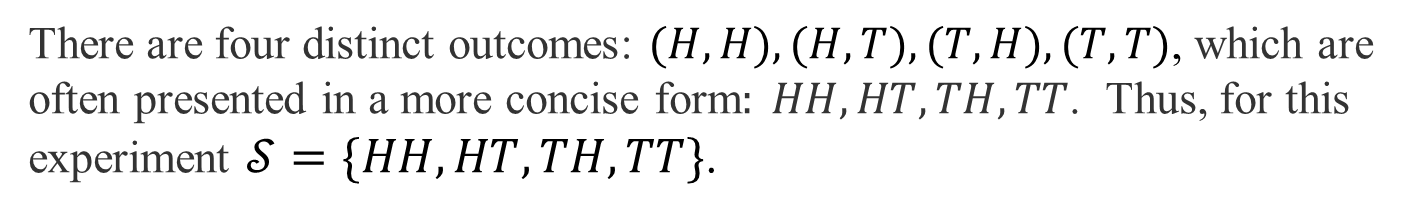 There are four distinct outcomes: (H, H), (H, T), (T, H), (T, T), which are
often presented in a more concise form: HH, HT, TH, TT. Thus, for this
experiment 𝒮 = {HH, HT, TH, TT}.